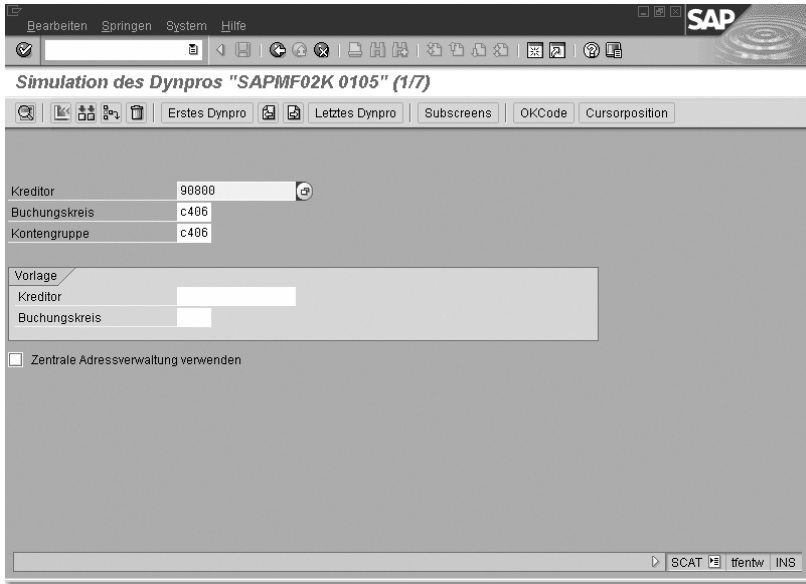 Bearbeiten Springen System Hilfe
SAP
Simulation des Dynpros "SAPMF02K 0105" (1/7)
Erstes Dynpro Letztes Dynpro Subscreens OKCode Cursorposition
Kreditor 90800
Buchungskreis c406
Kontengruppe c406
Vorlage
Kreditor
Buchungskreis
Zentrale Adressverwaltung verwenden
SCAT tfentw INS